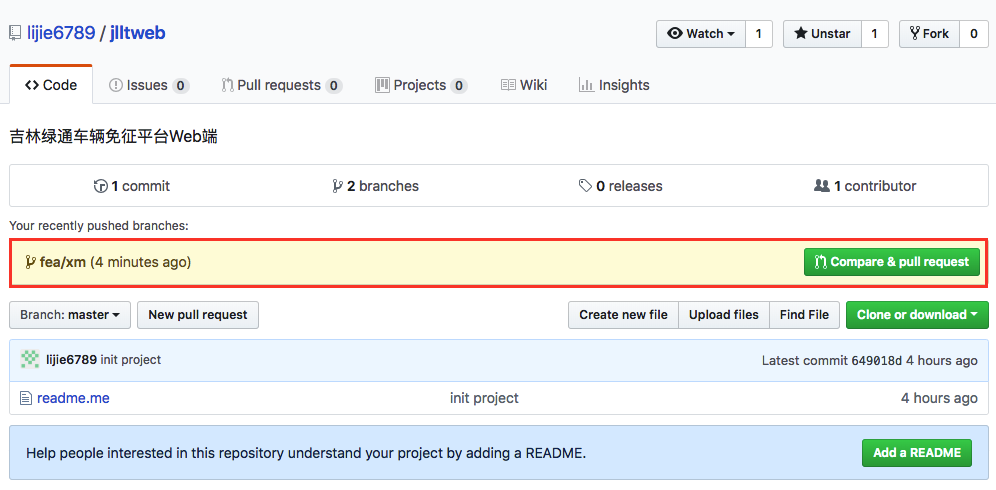 lijie6789 / jlltweb
Watch 1 Unstar 1 Fork 0
Code Issues 0 Pull requests 0 Projects 0 Wiki Insights
吉林绿通车辆免征平台Web端
1 commit 2 branches 0 releases 1 contributor
Your recently pushed branches:
fea/xm (4 minutes ago) Compare & pull request
Branch: master New pull request Create new file Upload files Find File Clone or download
lijie6789 init project Latest commit 649018d 4 hours ago
readme.me init project 4 hours ago
Help people interested in this repository understand your project by adding a README. Add a README